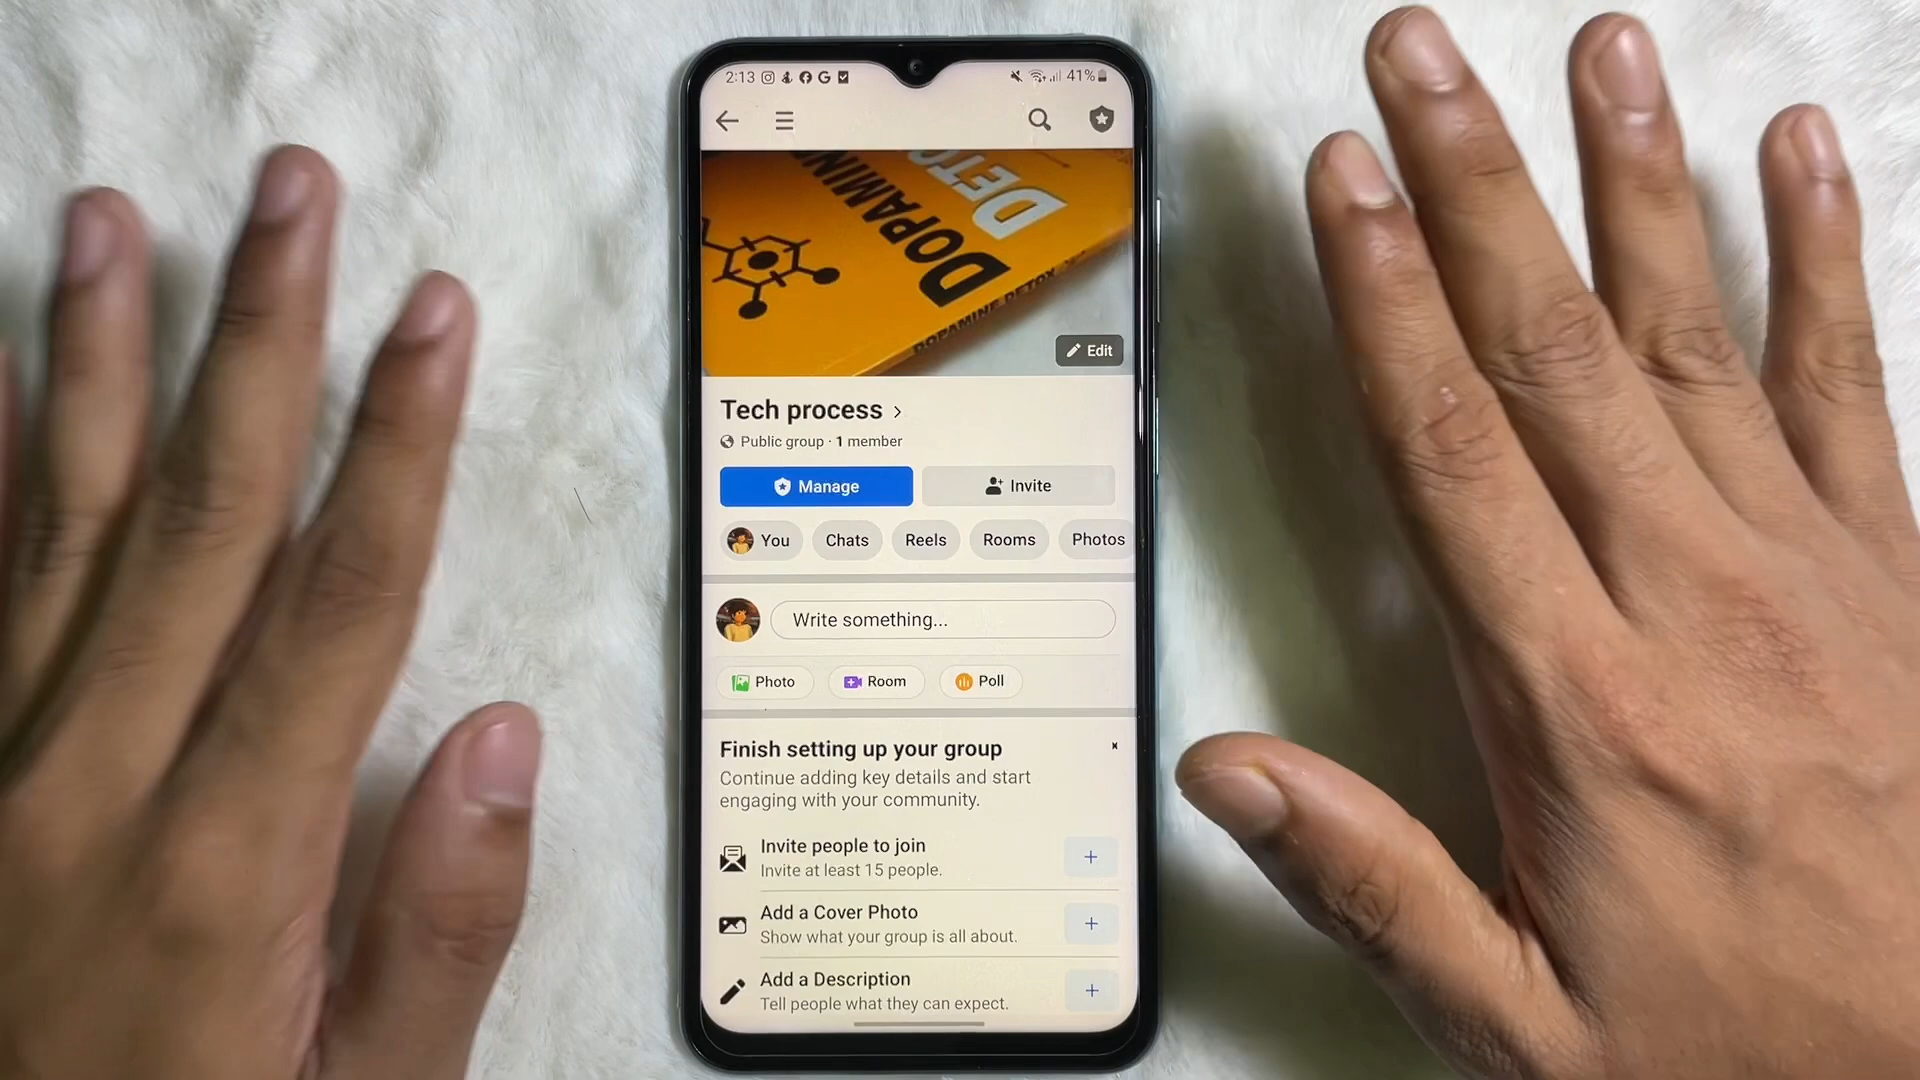 2:13
41%
DOPAMINE
DETO
DOPAMINE DETOX
Edit
Tech process
Public group · 1 member
Manage
Invite
You
Chats
Reels
Rooms
Photos
Write something...
Photo
Room
Poll
Finish setting up your group
Continue adding key details and start
engaging with your community.
Invite people to join
Invite at least 15 people.
Add a Cover Photo
Show what your group is all about.
Add a Description
Tell people what they can expect.